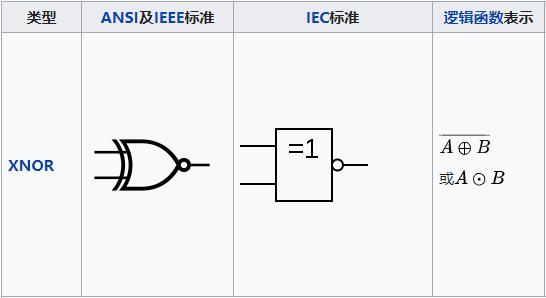 类型 ANSI及IEEE标准 IEC标准 逻辑函数表示
XNOR
=1
$\overline{A \oplus B}$
或A ⊙ B